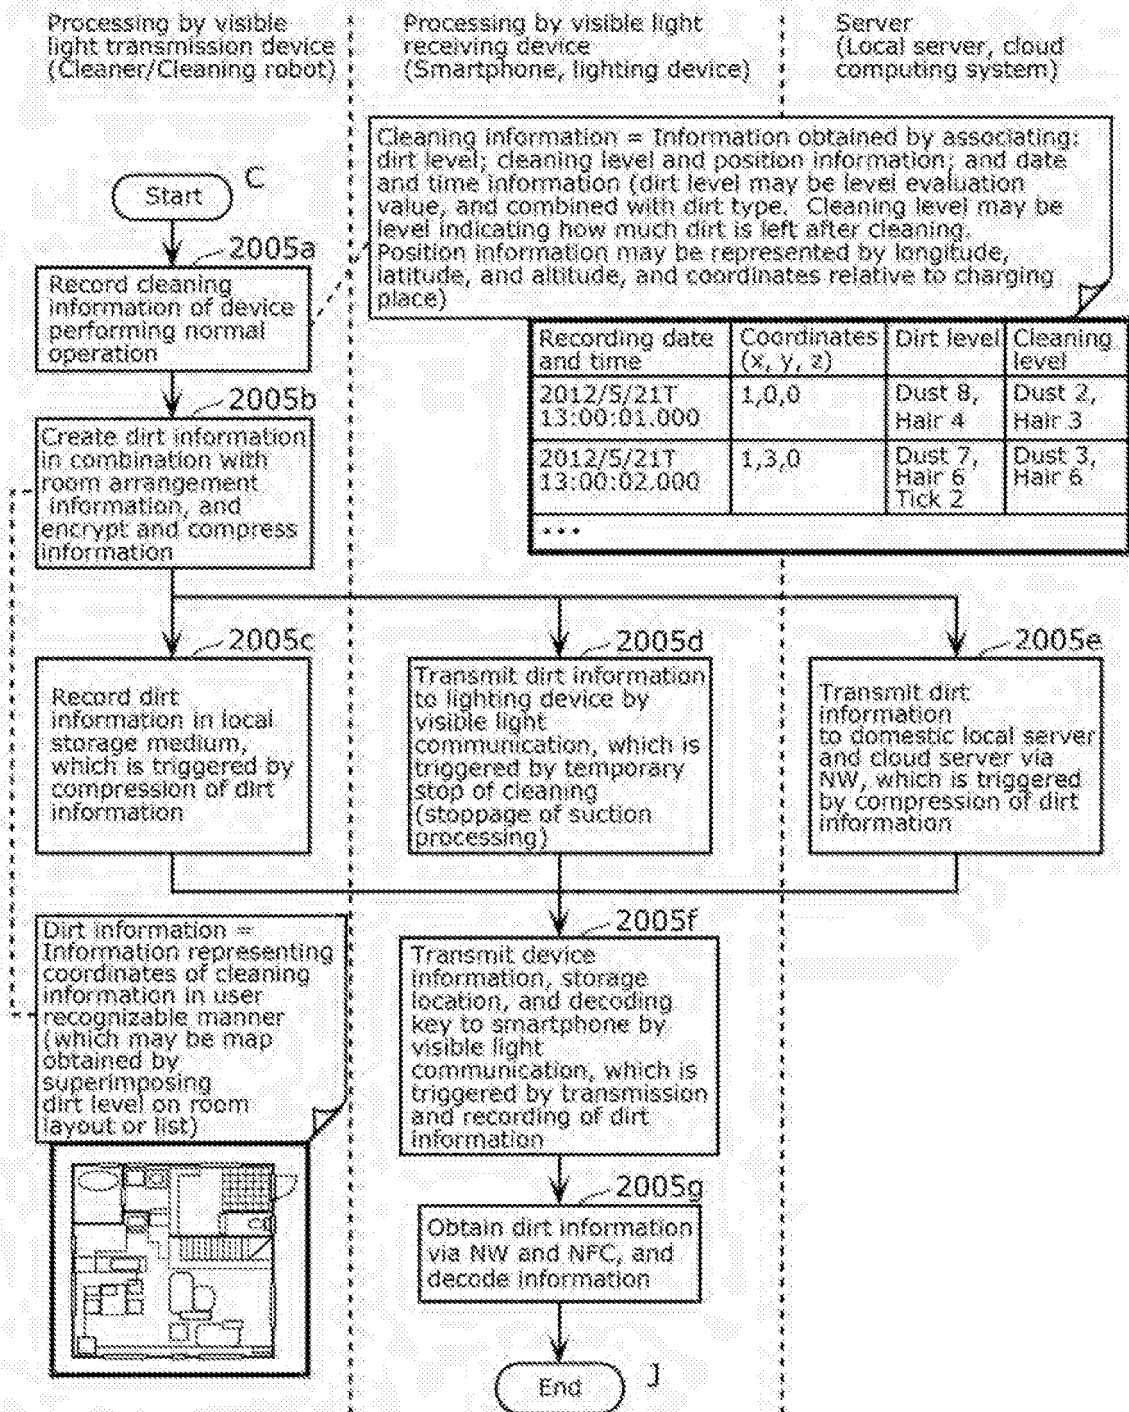 Processing by visible
light transmission device
(Cleaner/Cleaning robot)
Processing by visible light
receiving device
(Smartphone, lighting device)
Server
(Local server, cloud
computing system)
Cleaning information = Information obtained by associating:
dirt level; cleaning level and position information; and date
and time information (dirt level may be level evaluation
value, and combined with dirt type.  Cleaning level may be
level indicating how much dirt is left after cleaning.
Position information may be represented by longitude,
latitude, and altitude, and coordinates relative to charging
place)
Start
C
2005a
Record cleaning
information of device
performing normal
operation
Recording date
and time
Coordinates
(x, y, z)
Dirt level
Cleaning
level
2012/5/21T
13:00:01.000
1,0,0
Dust 8,
Hair 4
Dust 2,
Hair 3
2012/5/21T
13:00:02.000
1,3,0
Dust 7,
Hair 6
Tick 2
Dust 3,
Hair 6
...
2005b
Create dirt information
in combination with
room arrangement
information, and
encrypt and compress
information
2005c
Record dirt
information in local
storage medium,
which is triggered by
compression of dirt
information
2005d
Transmit dirt information
to lighting device by
visible light
communication, which is
triggered by temporary
stop of cleaning
(stoppage of suction
processing)
2005e
Transmit dirt
information
to domestic local server
and cloud server via
NW, which is triggered
by compression of dirt
information
Dirt information =
Information representing
coordinates of cleaning
information in user
recognizable manner
(which may be map
obtained by
superimposing
dirt level on room
layout or list)
2005f
Transmit device
information, storage
location, and decoding
key to smartphone by
visible light
communication, which is
triggered by transmission
and recording of dirt
information
2005g
Obtain dirt information
via NW and NFC, and
decode information
End
J